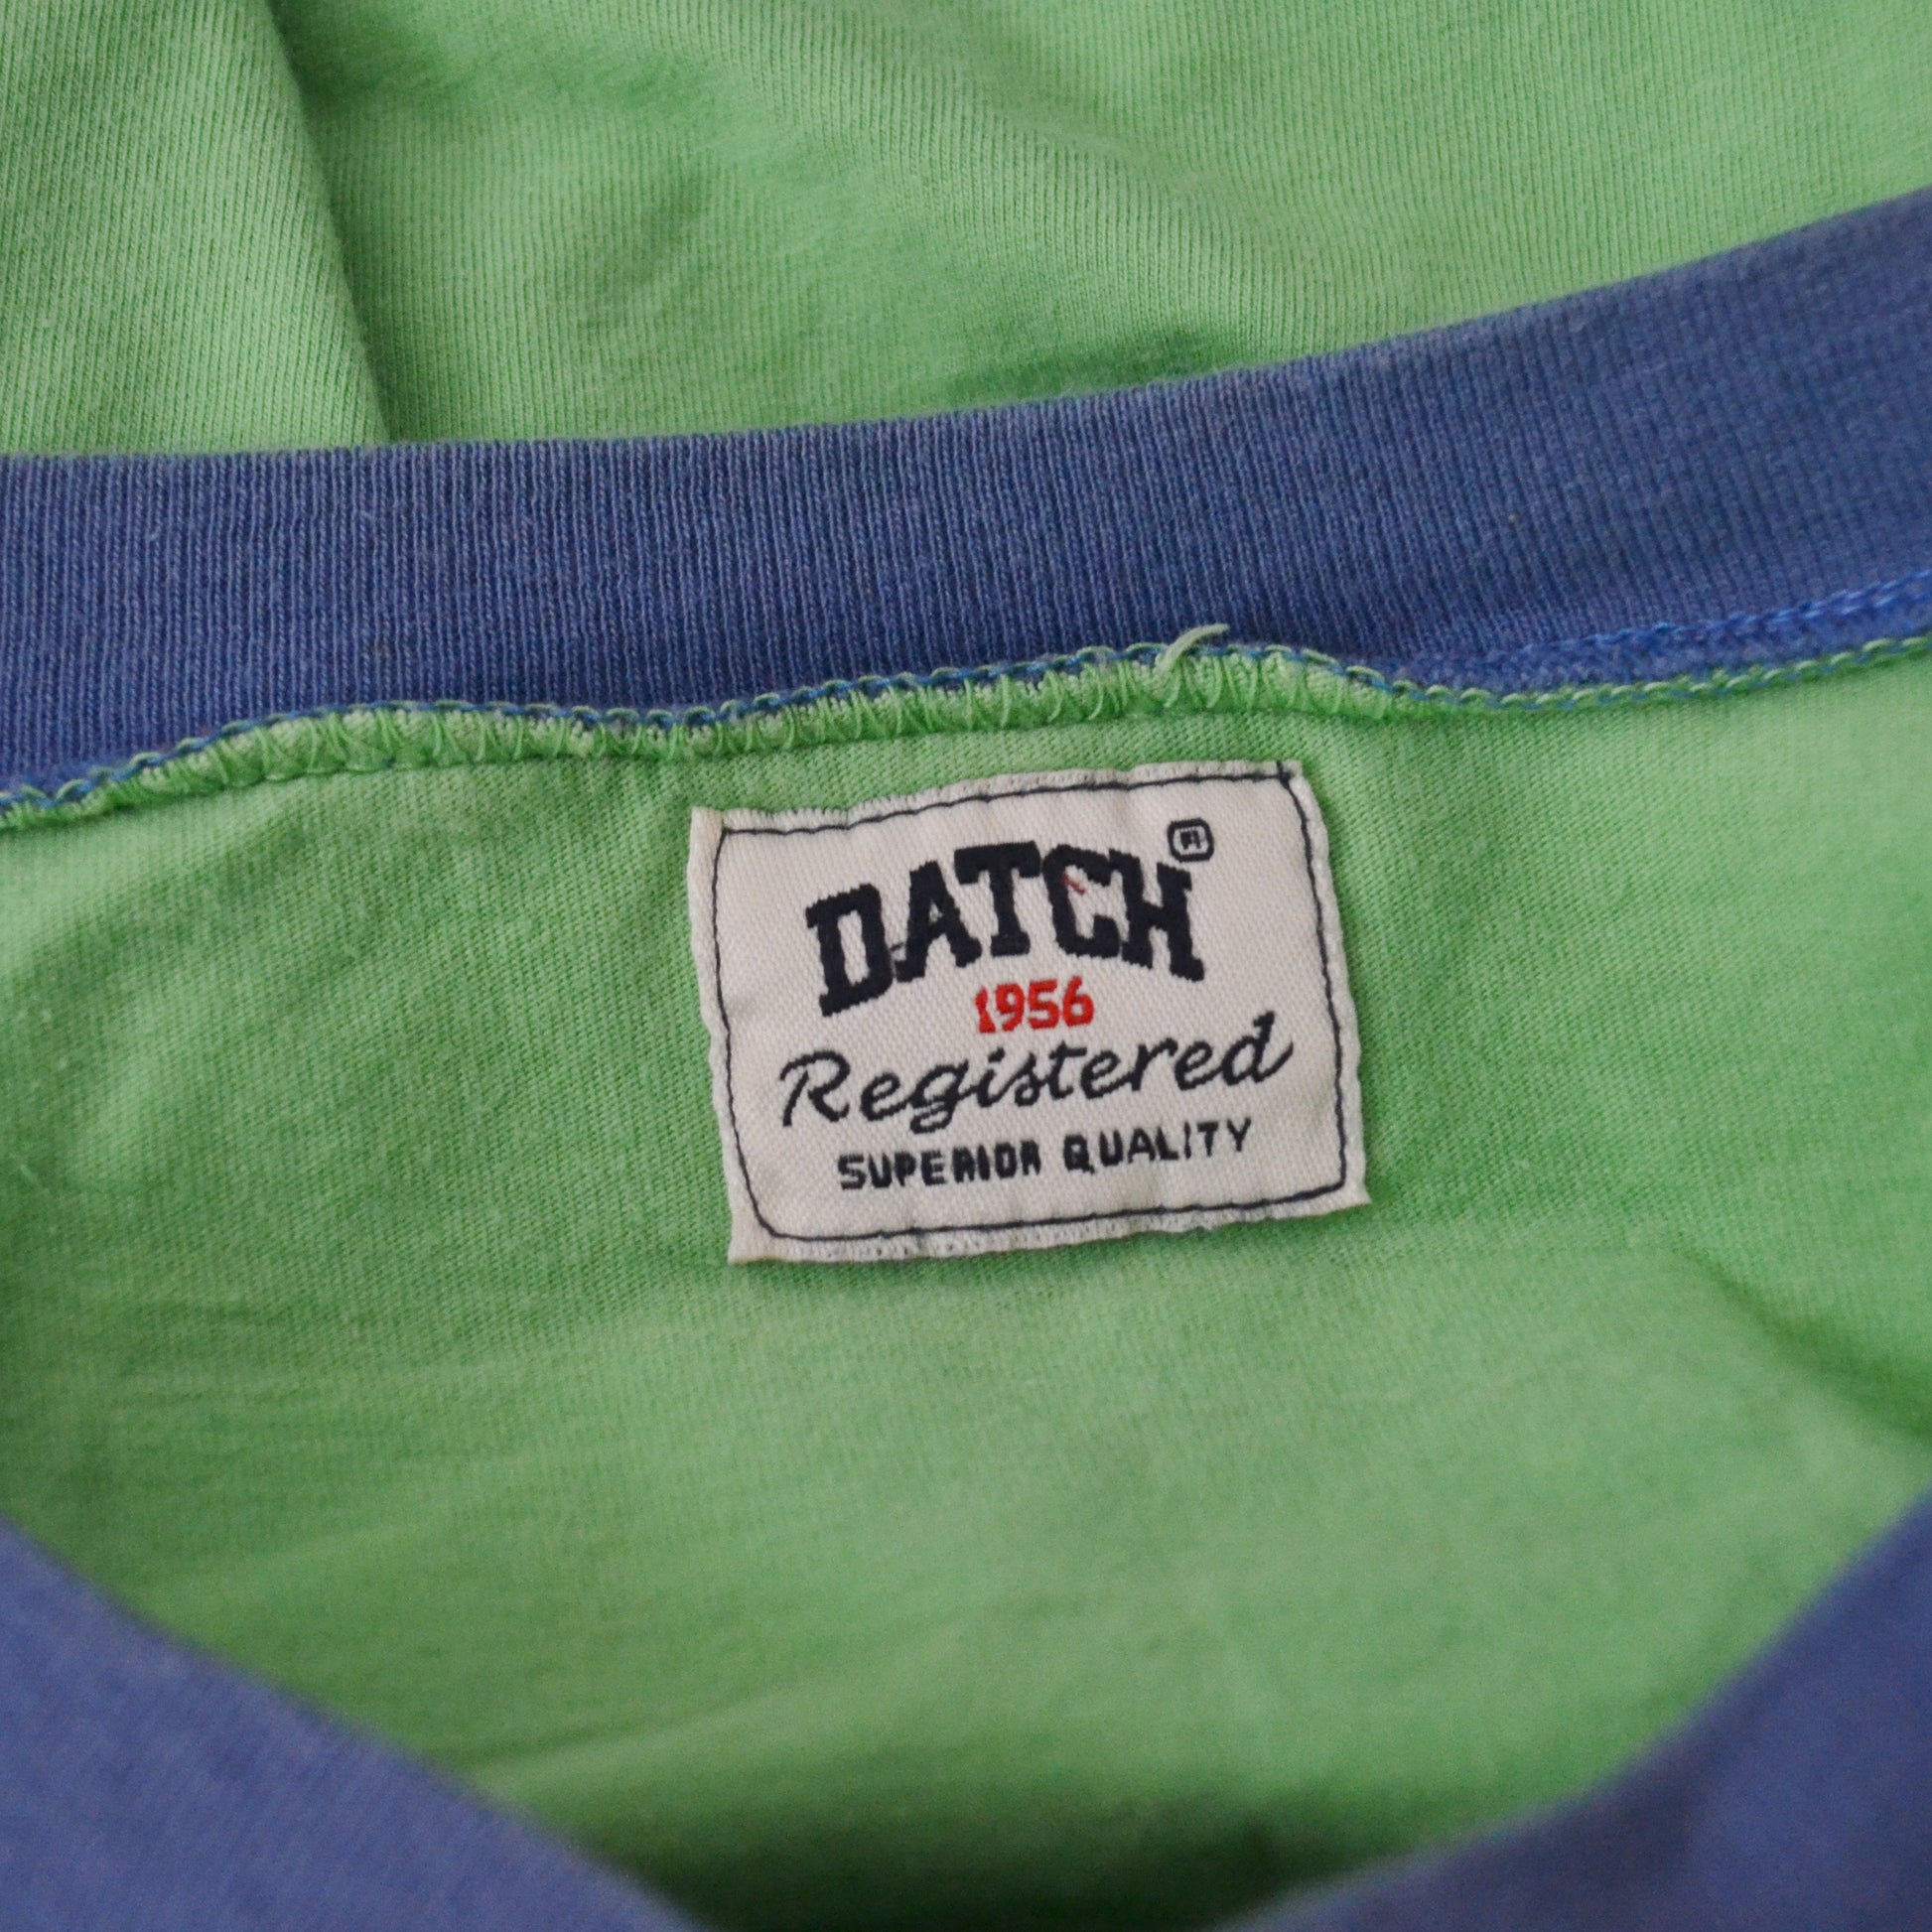 DATCH®
1956
Registered
SUPERIOR QUALITY